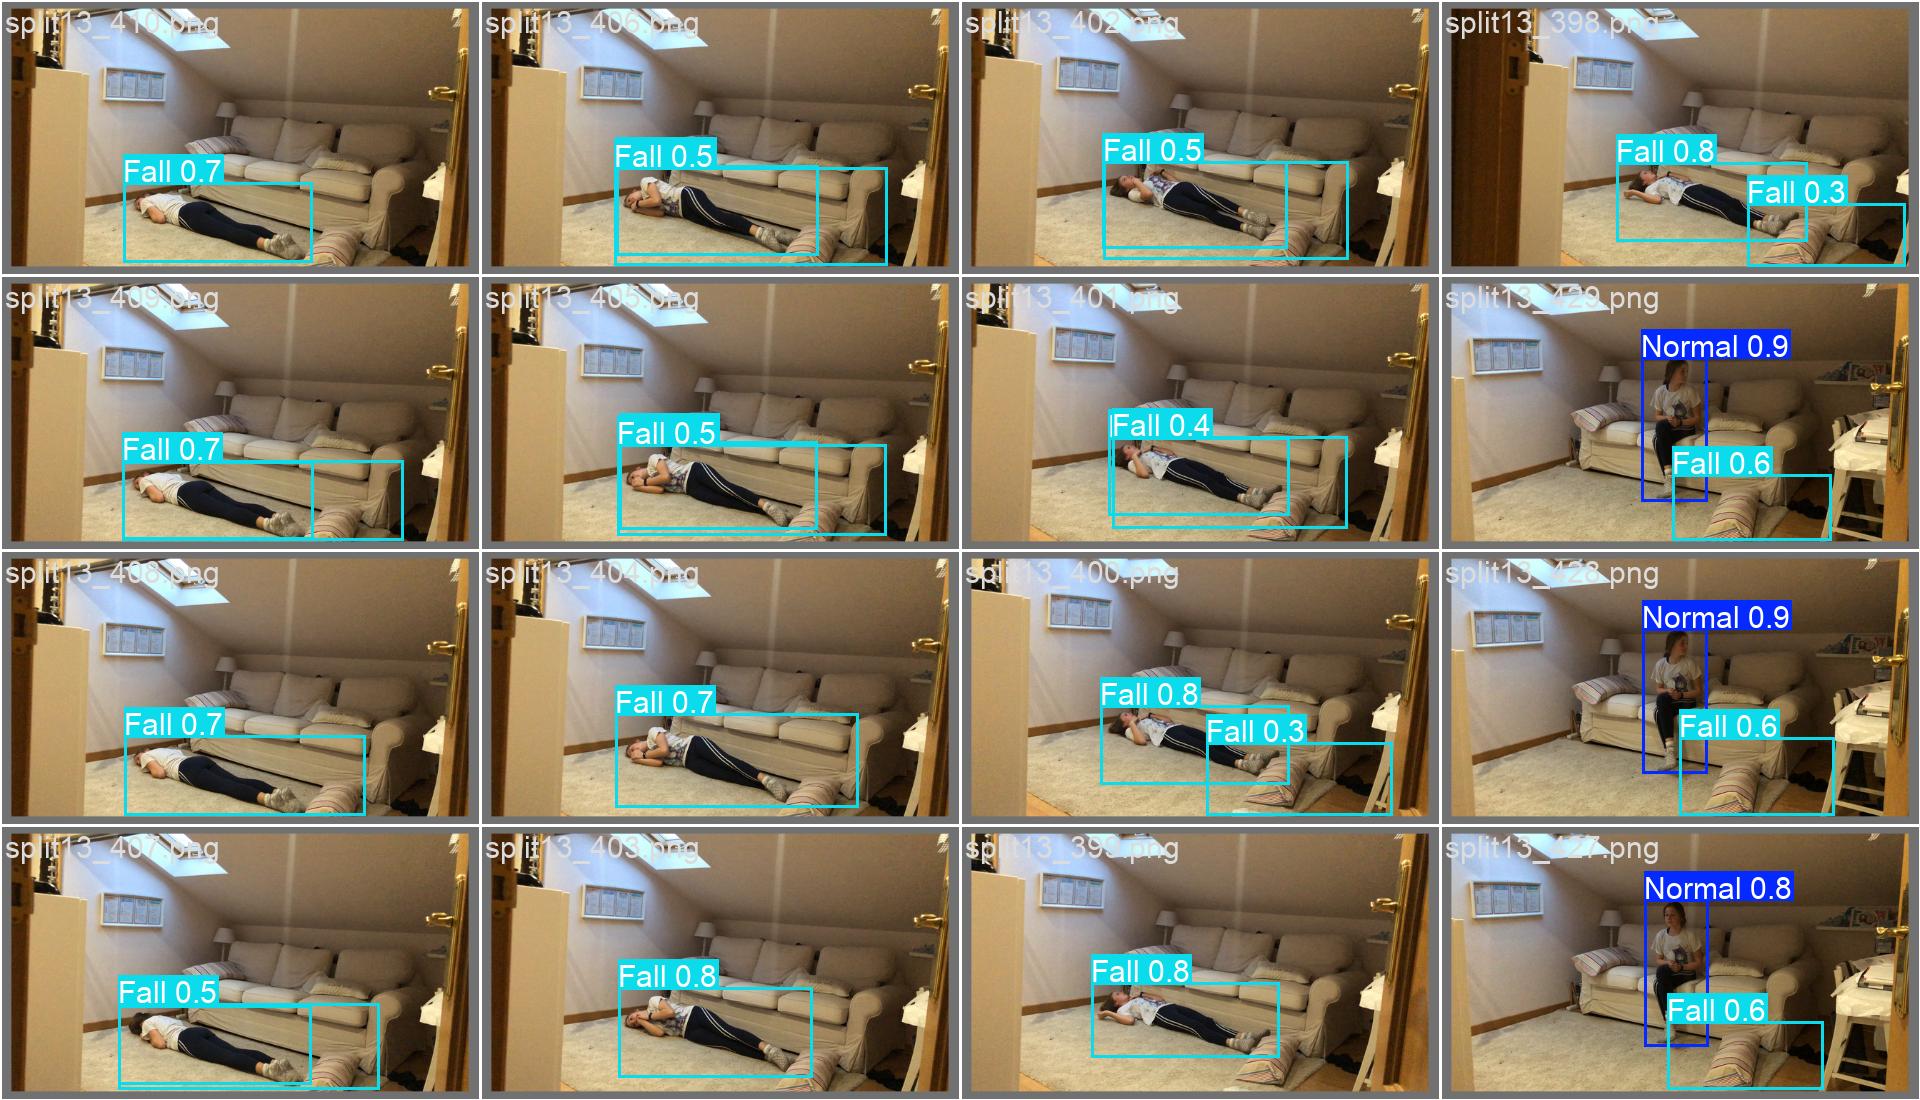 split13_410.png
Fall 0.7
split13_406.png
Fall 0.5
split13_402.png
Fall 0.5
split13_398.png
Fall 0.8
Fall 0.3
split13_409.png
Fall 0.7
split13_405.png
Fall 0.5
split13_401.png
Fall 0.4
split13_429.png
Normal 0.9
Fall 0.6
split13_408.png
Fall 0.7
split13_404.png
Fall 0.7
split13_400.png
Fall 0.8
Fall 0.3
split13_428.png
Normal 0.9
Fall 0.6
split13_407.png
Fall 0.5
split13_403.png
Fall 0.8
split13_399.png
Fall 0.8
split13_427.png
Normal 0.8
Fall 0.6